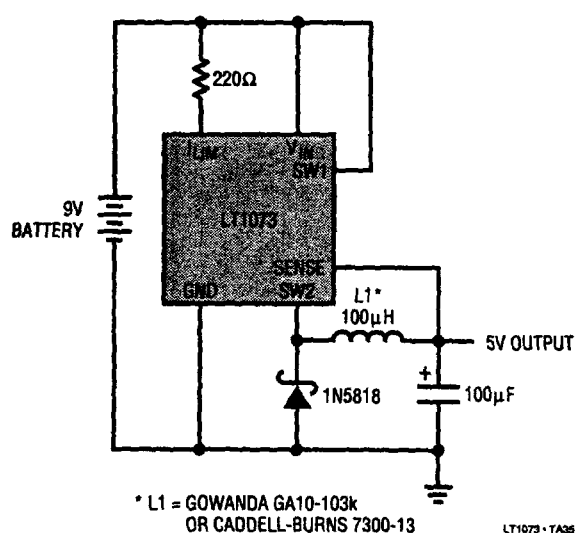 220Ω
ILIM
VIN
SW1
9V
BATTERY
LT1073
SENSE
GND
SW2
L1*
100μH
5V OUTPUT
1N5818
+
100μF
* L1 = GOWANDA GA10-103k
OR CADDELL-BURNS 7300-13
LT1073 • TA35